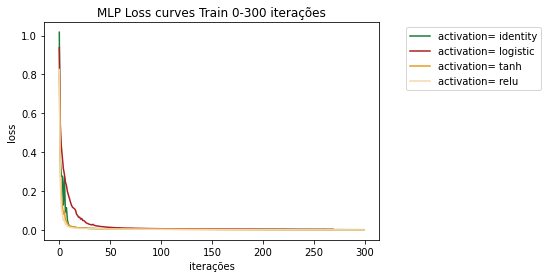 MLP Loss curves Train 0-300 iterações
activation= identity
activation= logistic
activation= tanh
activation= relu
loss
1.0
0.8
0.6
0.4
0.2
0.0
0 50 100 150 200 250 300
iterações